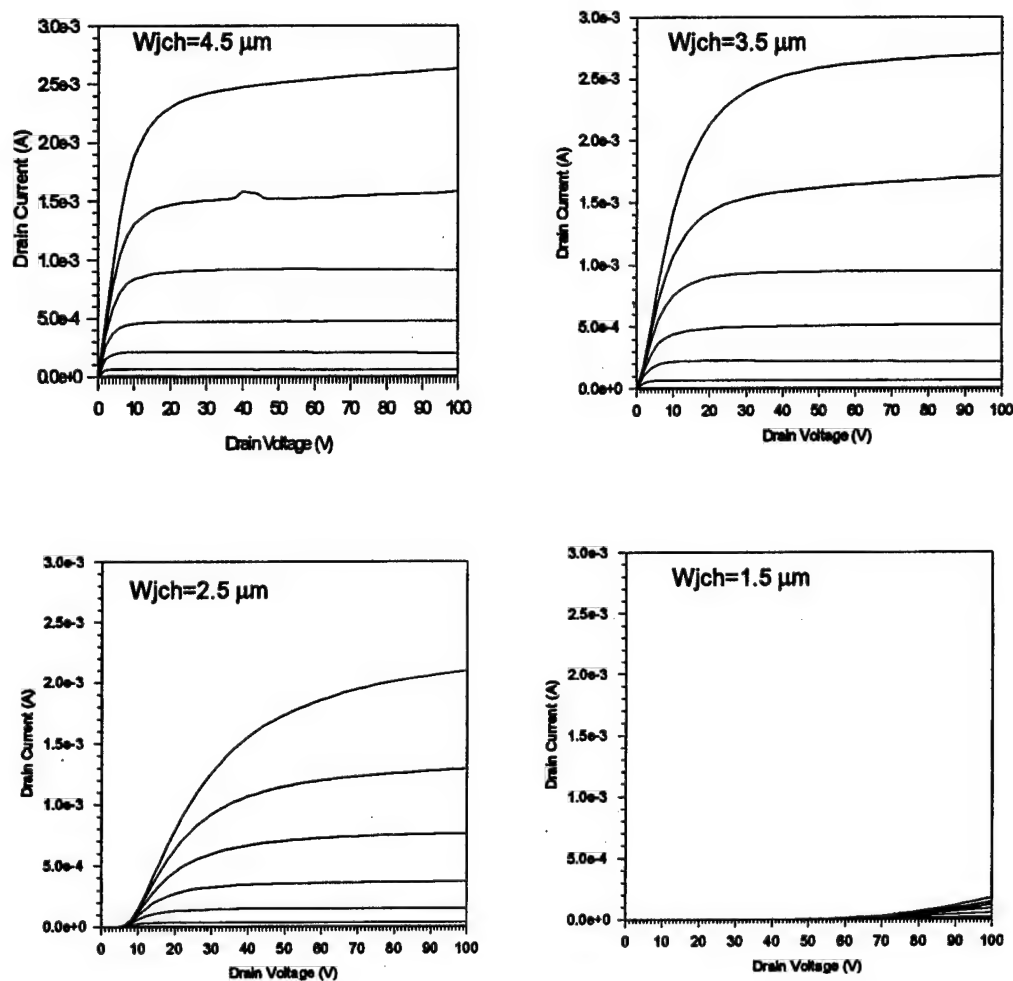 Wjch=4.5 µm
3.0e-3
2.5e-3
2.0e-3
1.5e-3
1.0e-3
5.0e-4
0.0e+0
Drain Current (A)
0 10 20 30 40 50 60 70 80 90 100
Drain Voltage (V)
Wjch=3.5 µm
3.0e-3
2.5e-3
2.0e-3
1.5e-3
1.0e-3
5.0e-4
0.0e+0
Drain Current (A)
0 10 20 30 40 50 60 70 80 90 100
Drain Voltage (V)
Wjch=2.5 µm
3.0e-3
2.5e-3
2.0e-3
1.5e-3
1.0e-3
5.0e-4
0.0e+0
Drain Current (A)
0 10 20 30 40 50 60 70 80 90 100
Drain Voltage (V)
Wjch=1.5 µm
3.0e-3
2.5e-3
2.0e-3
1.5e-3
1.0e-3
5.0e-4
0.0e+0
Drain Current (A)
0 10 20 30 40 50 60 70 80 90 100
Drain Voltage (V)